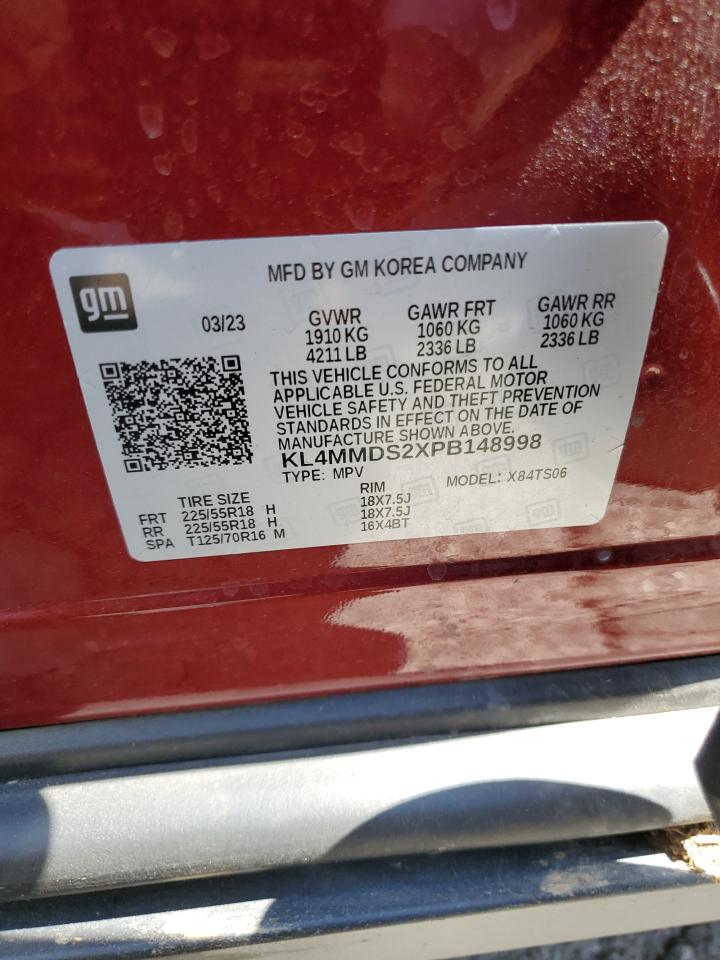 MFD BY GM KOREA COMPANY
gm
03/23
GVWR GAWR FRT GAWR RR
1910 KG 1060 KG 1060 KG
4211 LB 2336 LB 2336 LB
THIS VEHICLE CONFORMS TO ALL
APPLICABLE U.S. FEDERAL MOTOR
VEHICLE SAFETY AND THEFT PREVENTION
STANDARDS IN EFFECT ON THE DATE OF
MANUFACTURE SHOWN ABOVE.
KL4MMDS2XPB148998
TYPE: MPV MODEL: X84TS06
TIRE SIZE RIM
FRT 225/55R18 H 18X7.5J
RR 225/55R18 H 18X7.5J
SPA T125/70R16 M 16X4BT